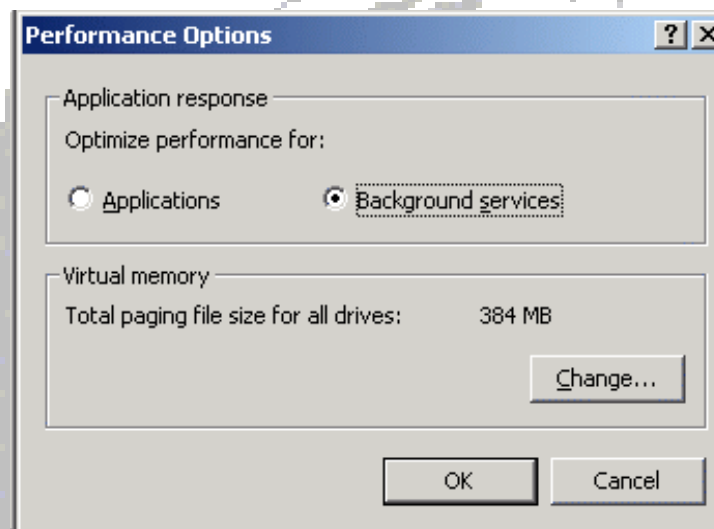 Performance Options
Application response
Optimize performance for:
Applications Background services
Virtual memory
Total paging file size for all drives: 384 MB
Change...
OK Cancel